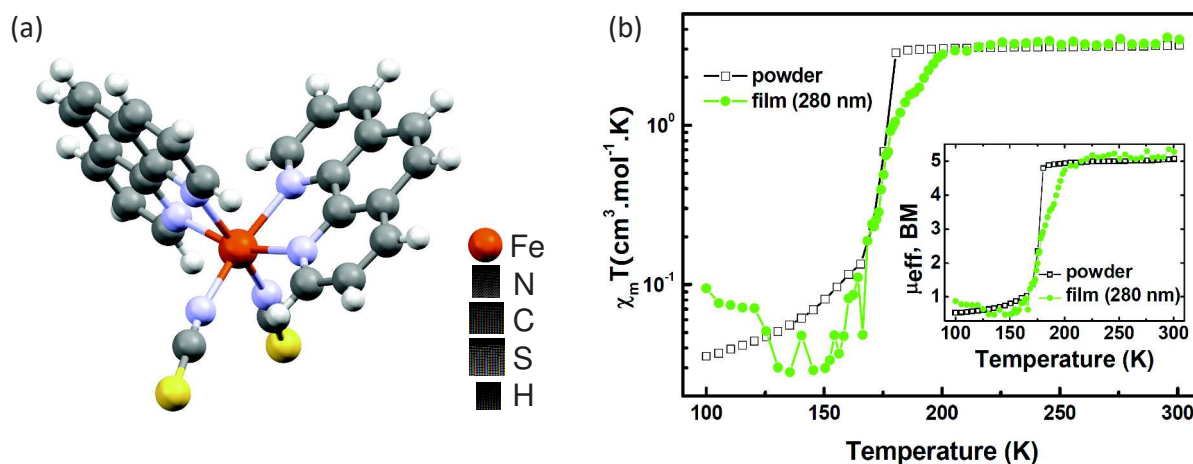 (a)
Fe
N
C
S
H
(b)
χₘT(cm³.mol⁻¹.K)
10⁰
10⁻¹
powder
film (280 nm)
μeff, BM
5
4
3
2
1
powder
film (280 nm)
100 150 200 250 300
Temperature (K)
100 150 200 250 300
Temperature (K)